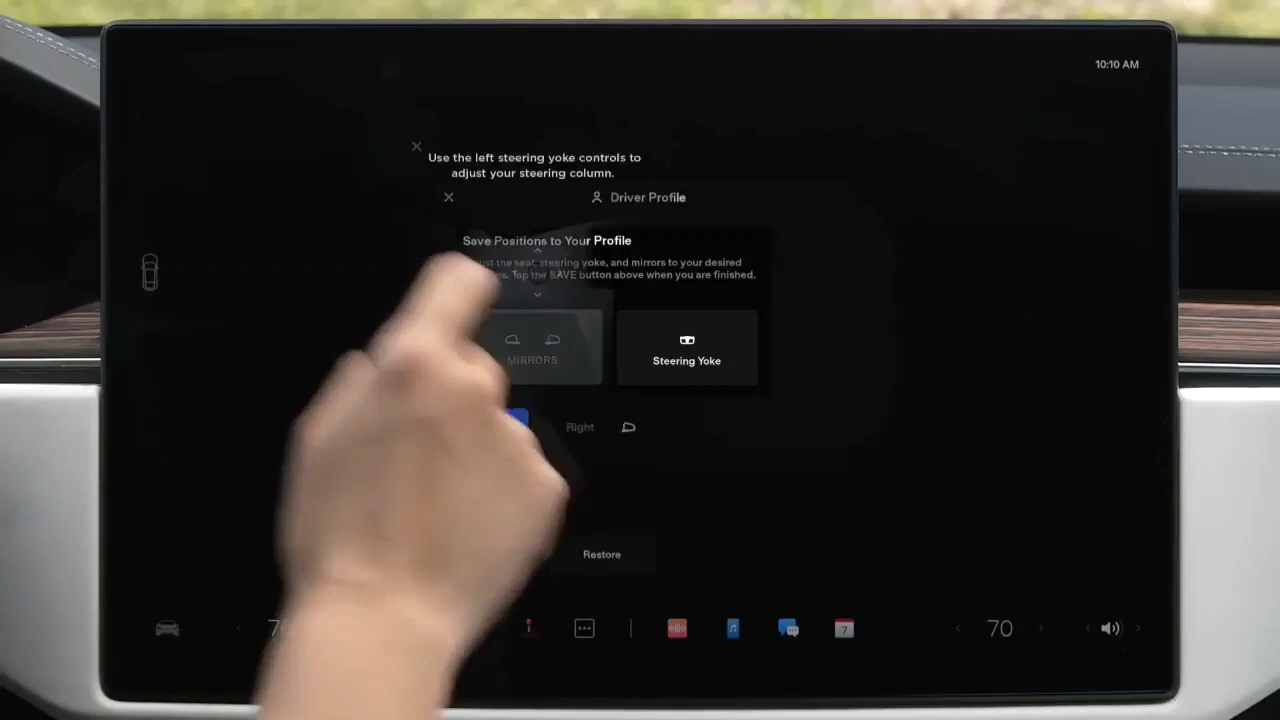 10:10 AM
Use the left steering yoke controls to
adjust your steering column.
Driver Profile
Save Positions to Your Profile
the seat, steering yoke, and mirrors to your desired
Tap the SAVE button above when you are finished.
MIRRORS
Steering Yoke
Right
Restore
7
70